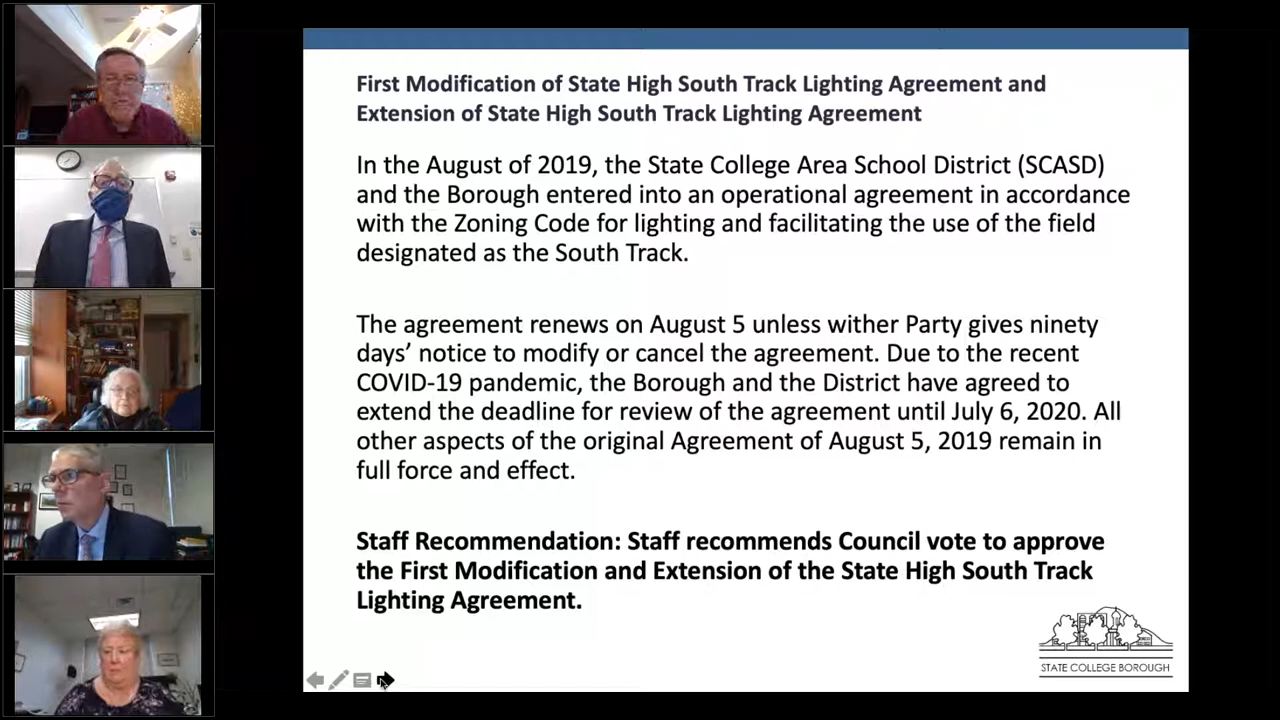 First Modification of State High South Track Lighting Agreement and
Extension of State High South Track Lighting Agreement
In the August of 2019, the State College Area School District (SCASD)
and the Borough entered into an operational agreement in accordance
with the Zoning Code for lighting and facilitating the use of the field
designated as the South Track.
The agreement renews on August 5 unless wither Party gives ninety
days’ notice to modify or cancel the agreement. Due to the recent
COVID-19 pandemic, the Borough and the District have agreed to
extend the deadline for review of the agreement until July 6, 2020. All
other aspects of the original Agreement of August 5, 2019 remain in
full force and effect.
Staff Recommendation: Staff recommends Council vote to approve
the First Modification and Extension of the State High South Track
Lighting Agreement.
STATE COLLEGE BOROUGH